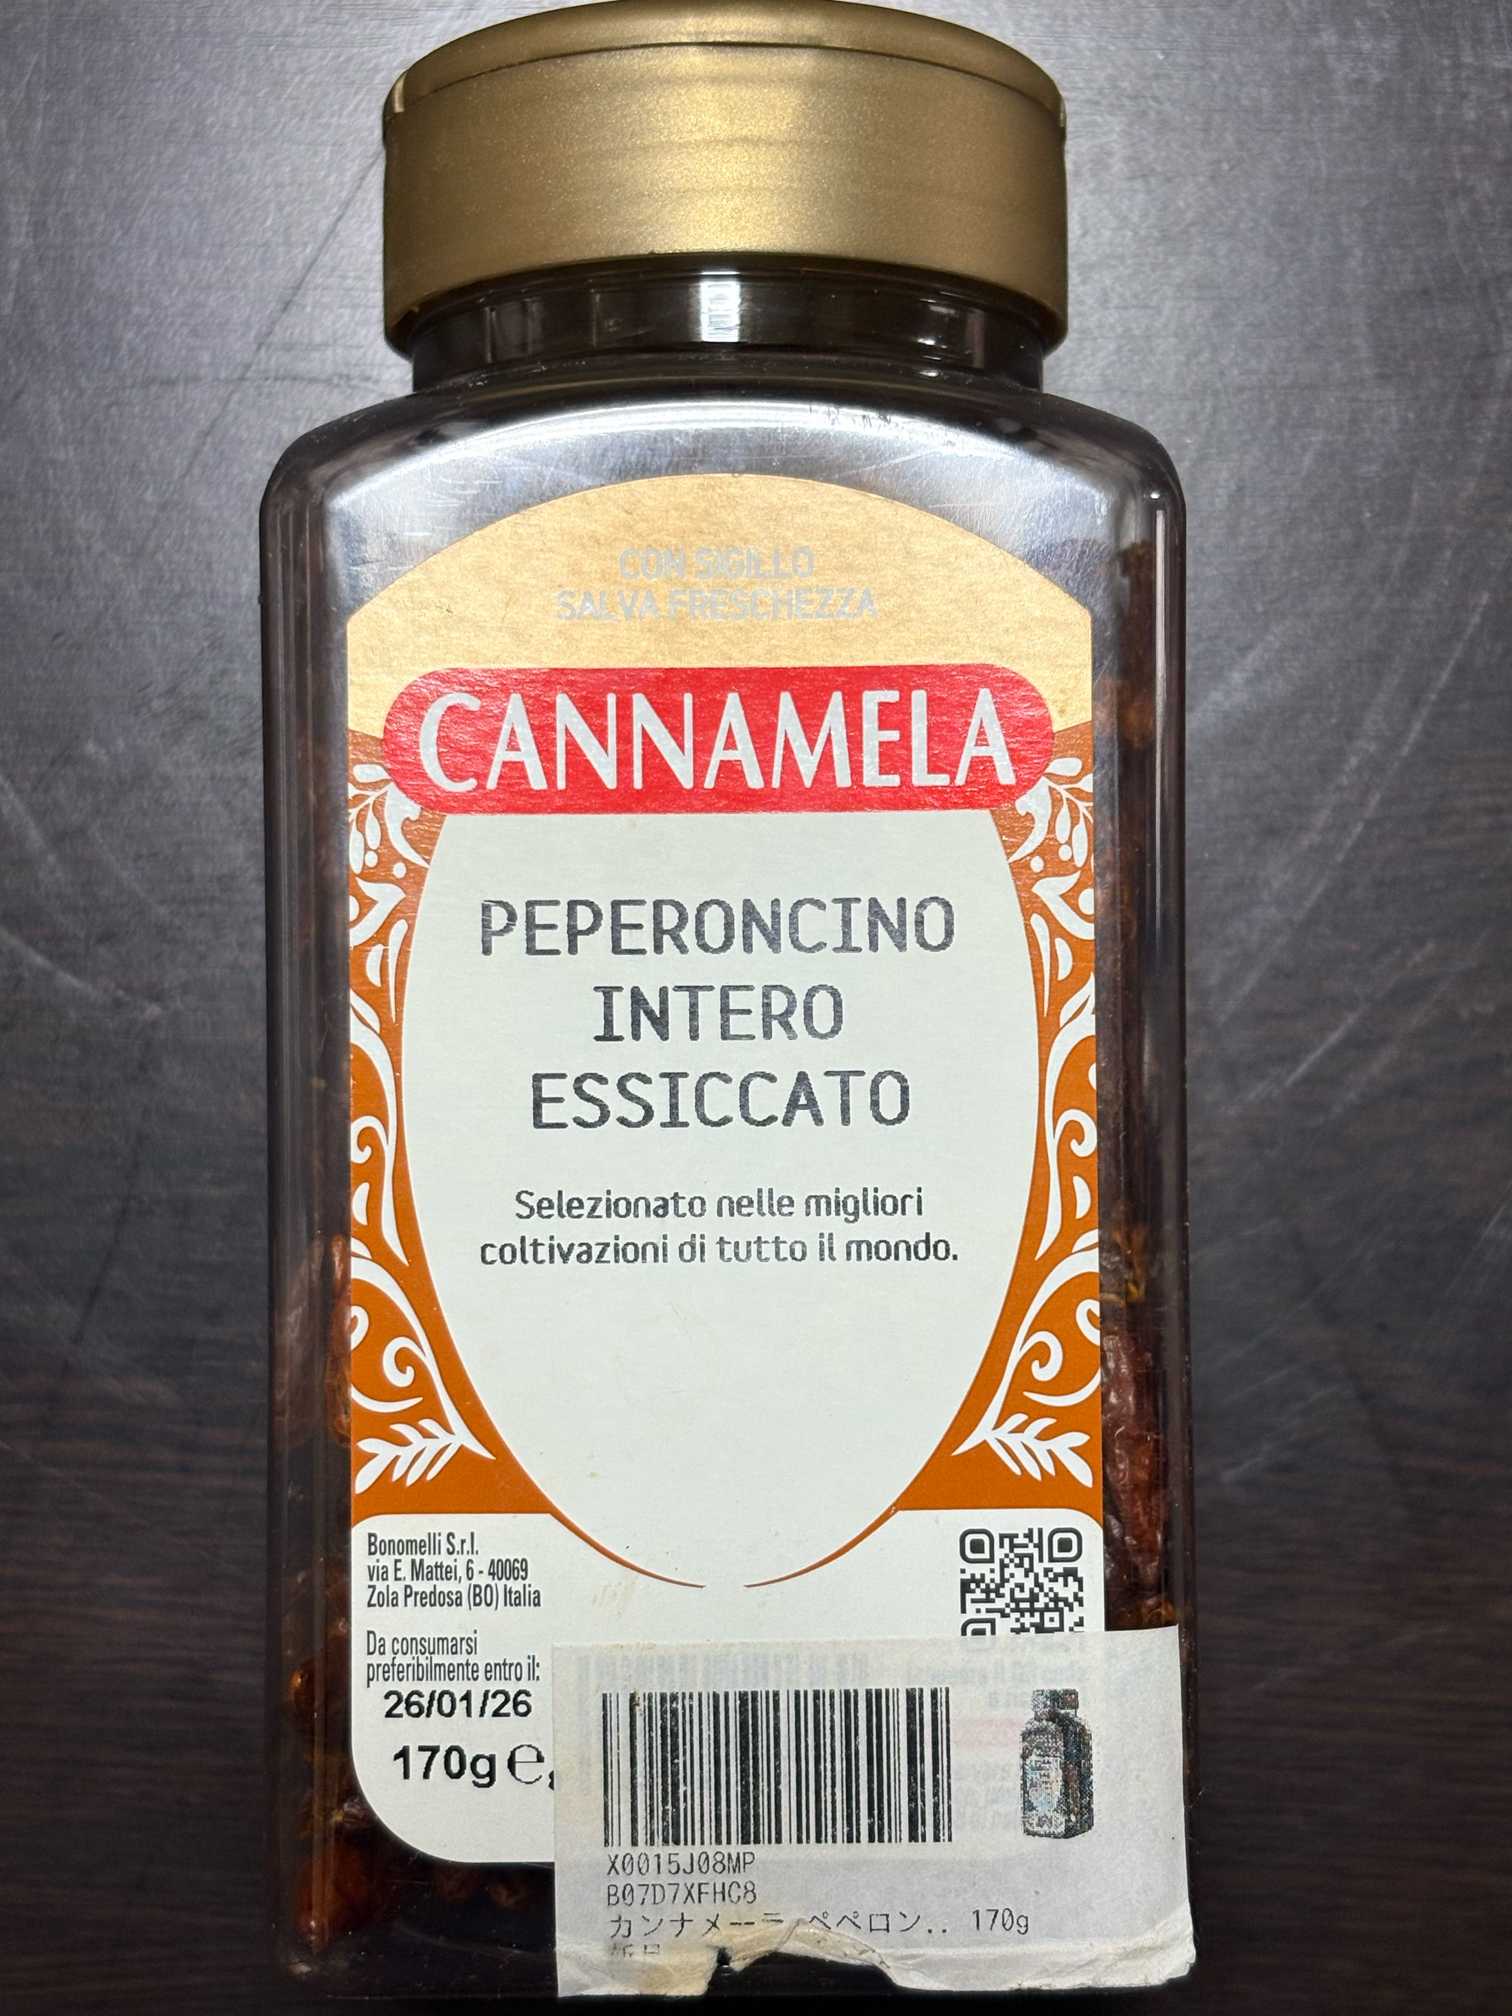 CON SIGILLO
SALVA FRESCHEZZA
CANNAMELA
PEPERONCINO
INTERO
ESSICCATO
Selezionato nelle migliori
coltivazioni di tutto il mondo.
Bonomelli S.r.l.
via E. Mattei, 6 - 40069
Zola Predosa (BO) Italia
Da consumarsi
preferibilmente entro il:
26/01/26
170g ℮
X0015J08MP
B07D7XFHC8
カンナメーラ ペペロン.. 170g